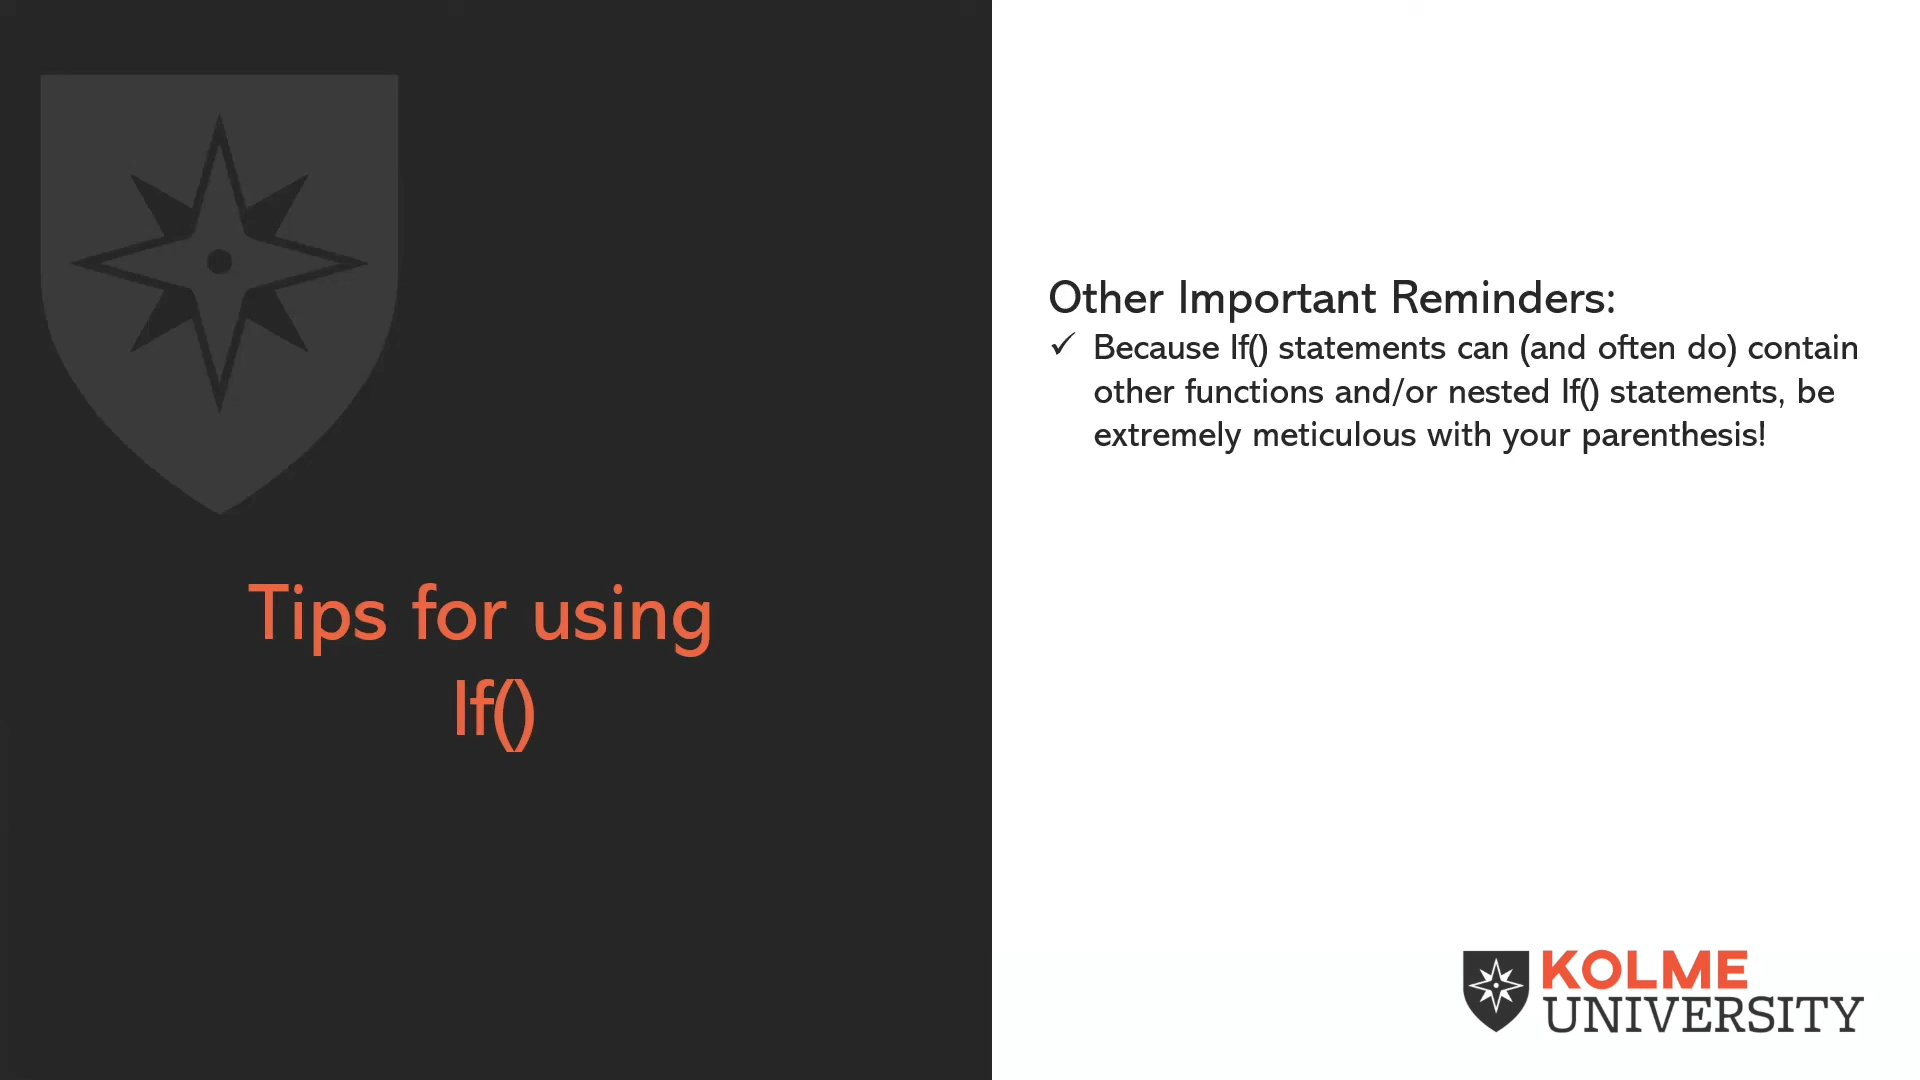 Tips for using
If()
Other Important Reminders:
✓ Because If() statements can (and often do) contain
other functions and/or nested If() statements, be
extremely meticulous with your parenthesis!
KOLME
UNIVERSITY